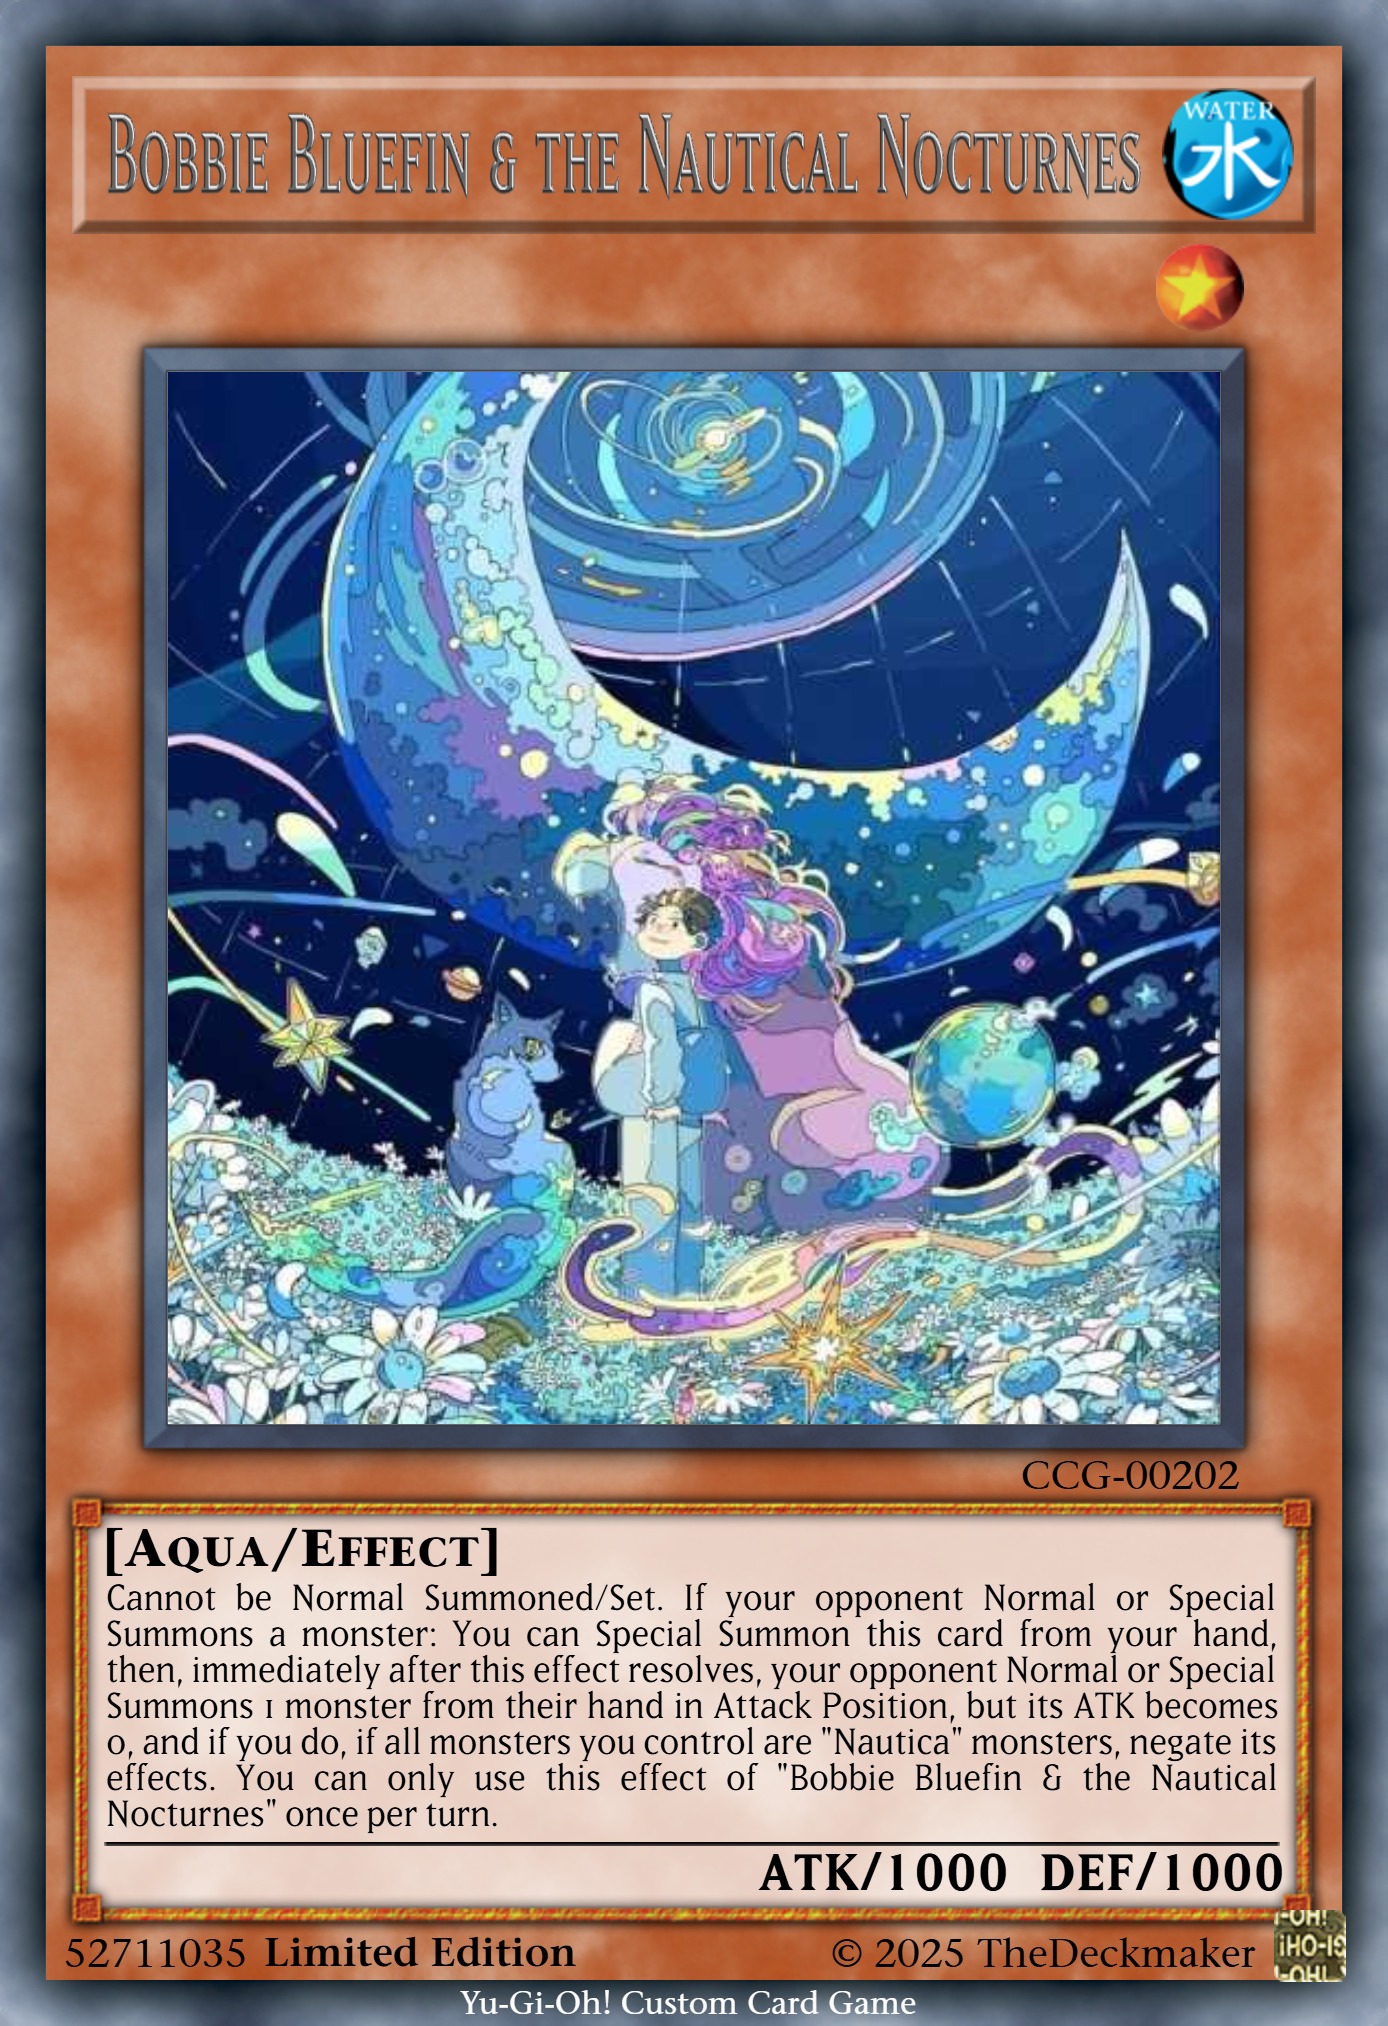 Bobbie Bluefin & the Nautical Nocturnes
WATER
水
CCG-00202
[Aqua/Effect]
Cannot be Normal Summoned/Set. If your opponent Normal or Special
Summons a monster: You can Special Summon this card from your hand,
then, immediately after this effect resolves, your opponent Normal or Special
Summons 1 monster from their hand in Attack Position, but its ATK becomes
0, and if you do, if all monsters you control are "Nautica" monsters, negate its
effects. You can only use this effect of "Bobbie Bluefin & the Nautical
Nocturnes" once per turn.
ATK/1000 DEF/1000
52711035 Limited Edition © 2025 TheDeckmaker
Yu-Gi-Oh! Custom Card Game